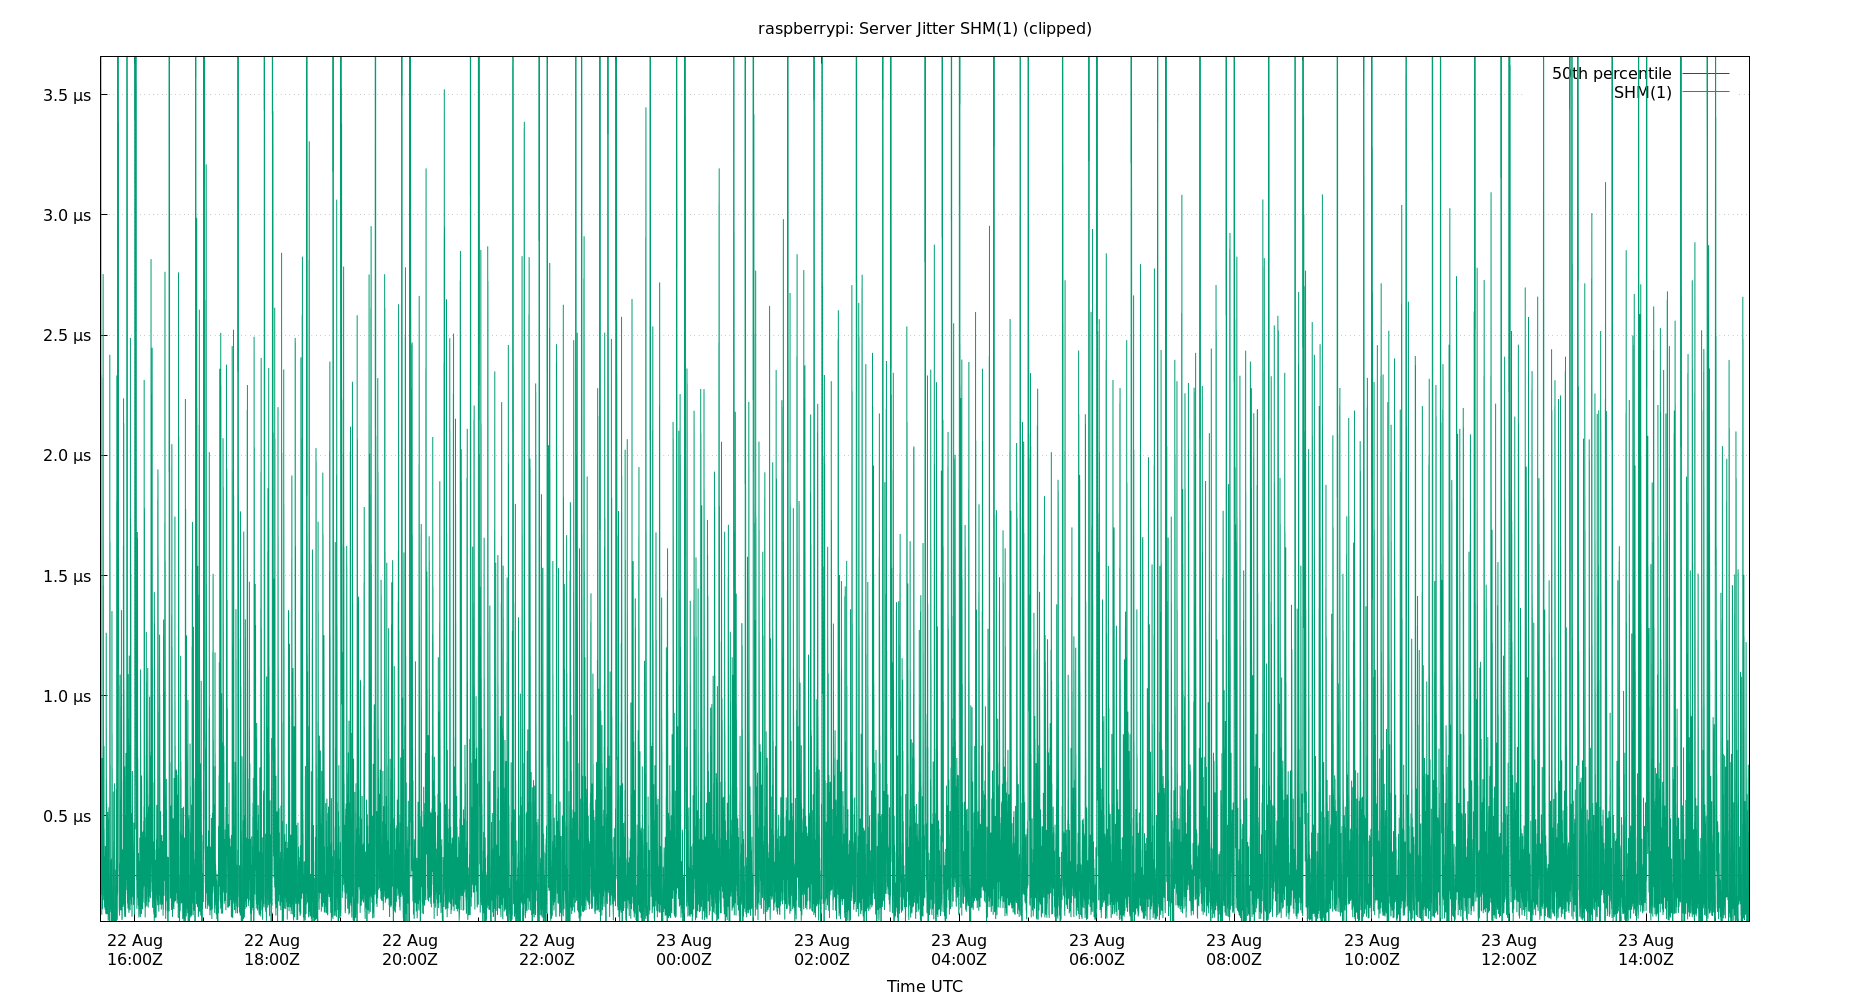 raspberrypi: Server Jitter SHM(1) (clipped)
50th percentile
SHM(1)
3.5 µs
3.0 µs
2.5 µs
2.0 µs
1.5 µs
1.0 µs
0.5 µs
22 Aug 22 Aug 22 Aug 22 Aug 23 Aug 23 Aug 23 Aug 23 Aug 23 Aug 23 Aug 23 Aug 23 Aug
16:00Z 18:00Z 20:00Z 22:00Z 00:00Z 02:00Z 04:00Z 06:00Z 08:00Z 10:00Z 12:00Z 14:00Z
Time UTC